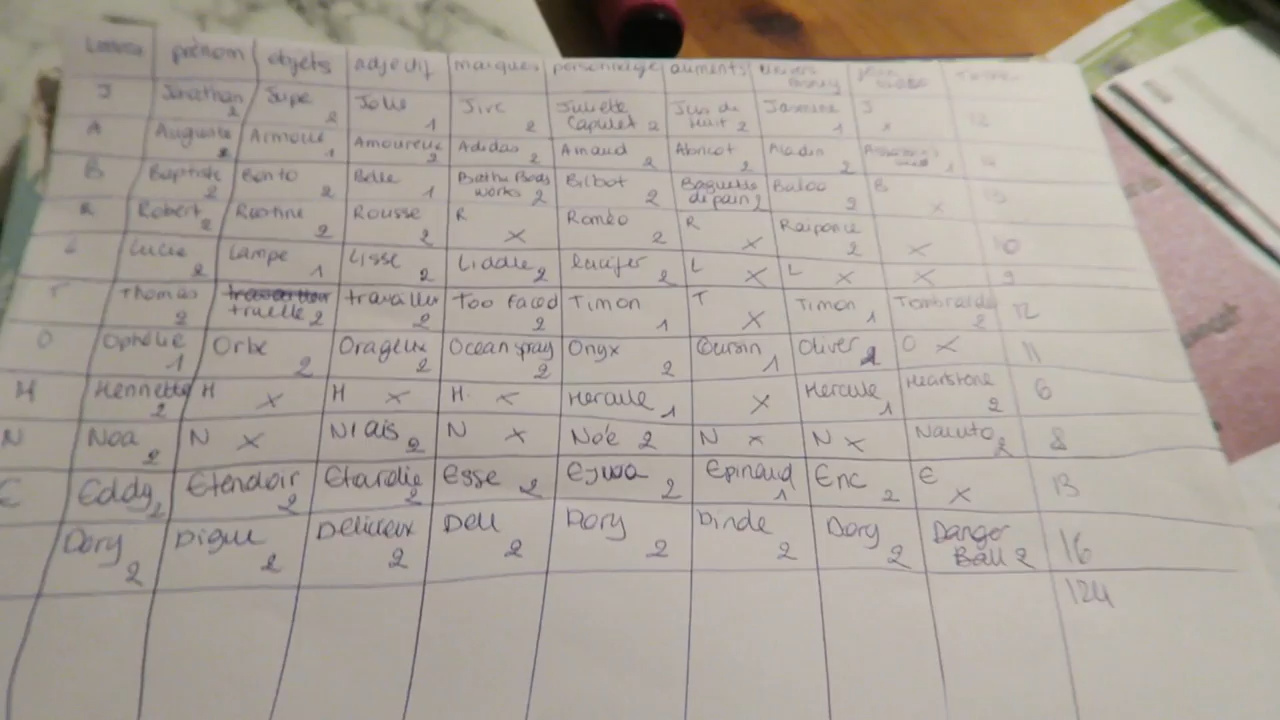 prénom objets adjectif marques personnage aliments
J Jonathan 2 Jupe 2 Jolie 1 Jivc 2 Juliette Capulet 2 Jus de fruit 2 Jasmine 1 J x
A Auguste 2 Armoire 1 Amoureux 2 Adidas 2 Arnaud 2 Abricot 2 Aladin 2 1
B Baptiste 2 Bento 2 Belle 1 Bath Body works 2 Bilbot 2 Baguette de pain 2 Baloo 2 B x
R Robert 2 Rustine 2 Rousse 2 R x Roméo 2 R x Raiponce 2 x 10
L Lucie 2 Lampe 1 Lisse 2 Liddle 2 Lucifer 2 L x L x x 9
T Thomas 2 truelle 2 travailleur 2 Too Faced 2 Timon 1 T x Timon 1 2 12
O Ophélie 1 Orbe 2 Orageux 2 Ocean spray 2 Onyx 2 Oursin 1 Oliver 2 O x 11
H Henriette 2 H x H x H x Hercule 1 x Hercule 1 Heartstone 2 6
N Noa 2 N x Niais 2 N x Noé 2 N x N x Naruto 2 8
E Eddy 2 Etendoir 2 Etardie 2 Esse 2 Ejwa 2 Epinard 1 Eric 2 E x 13
Dory 2 Digue 2 Délicieux 2 Dell 2 Dory 2 Dinde 2 Dory 2 Danger Ball 2 16
124